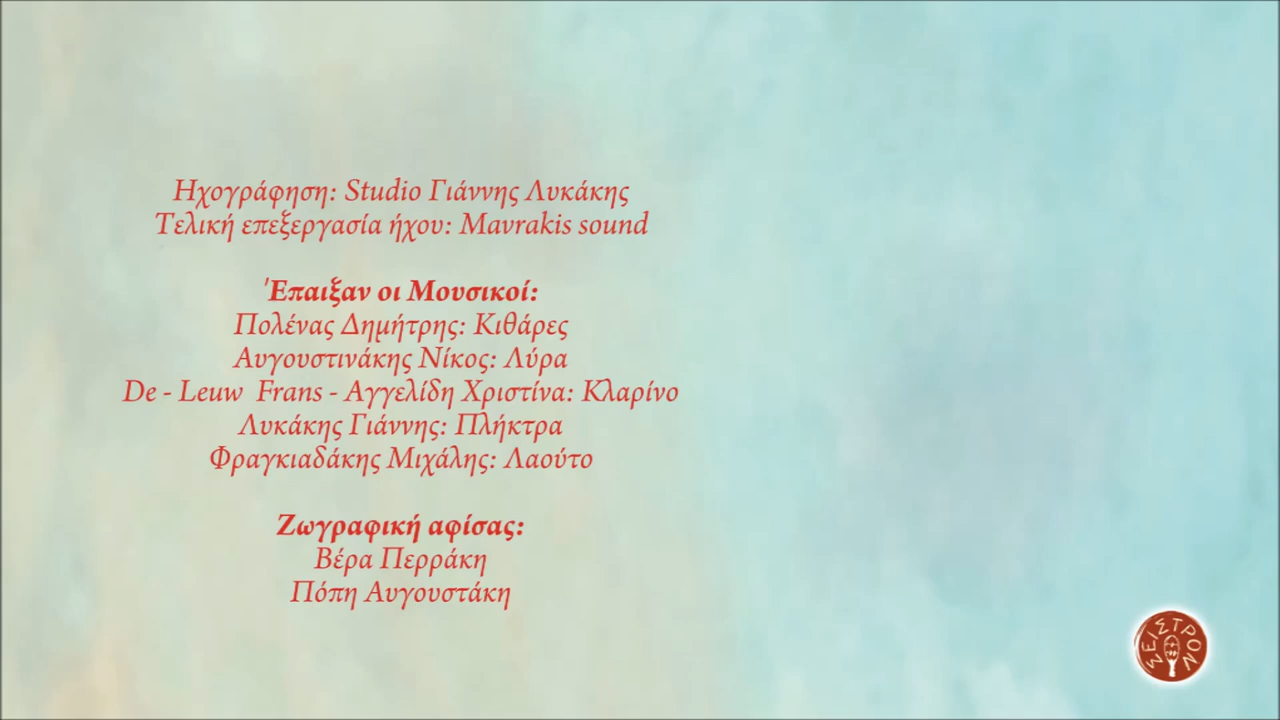 Ηχογράφηση: Studio Γιάννης Λυκάκης
Τελική επεξεργασία ήχου: Mavrakis sound
Έπαιξαν οι Μουσικοί:
Πολένας Δημήτρης: Κιθάρες
Αυγουστινάκης Νίκος: Λύρα
De - Leuw  Frans - Αγγελίδη Χριστίνα: Κλαρίνο
Λυκάκης Γιάννης: Πλήκτρα
Φραγκιαδάκης Μιχάλης: Λαούτο
Ζωγραφική αφίσας:
Βέρα Περράκη
Πόπη Αυγουστάκη
ΣΕΙΣΤΡΟΝ